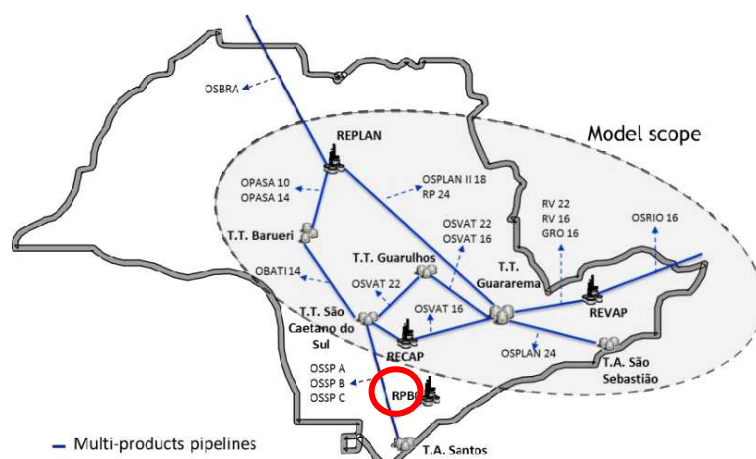 OSBRA
REPLAN
Model scope
OPASA 10
OPASA 14
OSPLAN II 18
RP 24
RV 22
RV 16
GRO 16
OSRIO 16
OSVAT 22
OSVAT 16
T.T. Barueri
T.T. Guarulhos
T.T.
Guararema
OBATI 14
OSVAT 22
OSVAT 16
T.T. São
Caetano do
Sul
REVAP
RECAP
OSPLAN 24
T.A. São
Sebastião
OSSP A
OSSP B
OSSP C
T.A. Santos
Multi-products pipelines